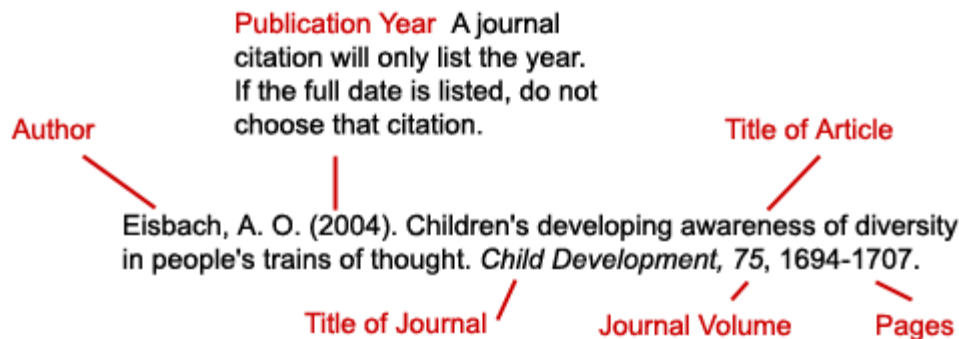 Publication Year  A journal
citation will only list the year.
If the full date is listed, do not
choose that citation.
Author
Title of Article
Eisbach, A. O. (2004). Children's developing awareness of diversity
in people's trains of thought. Child Development, 75, 1694-1707.
Title of Journal
Journal Volume
Pages